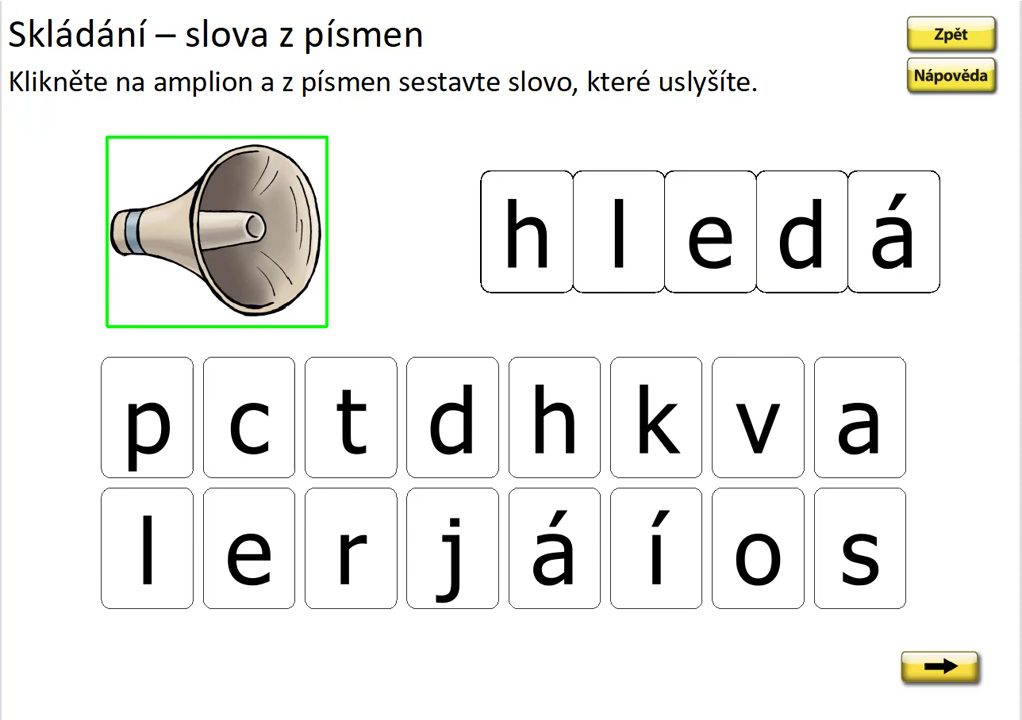 Skládání – slova z písmen
Zpět
Klikněte na amplion a z písmen sestavte slovo, které uslyšíte.
Nápověda
h l e d á
p c t d h k v a
l e r j á í o s